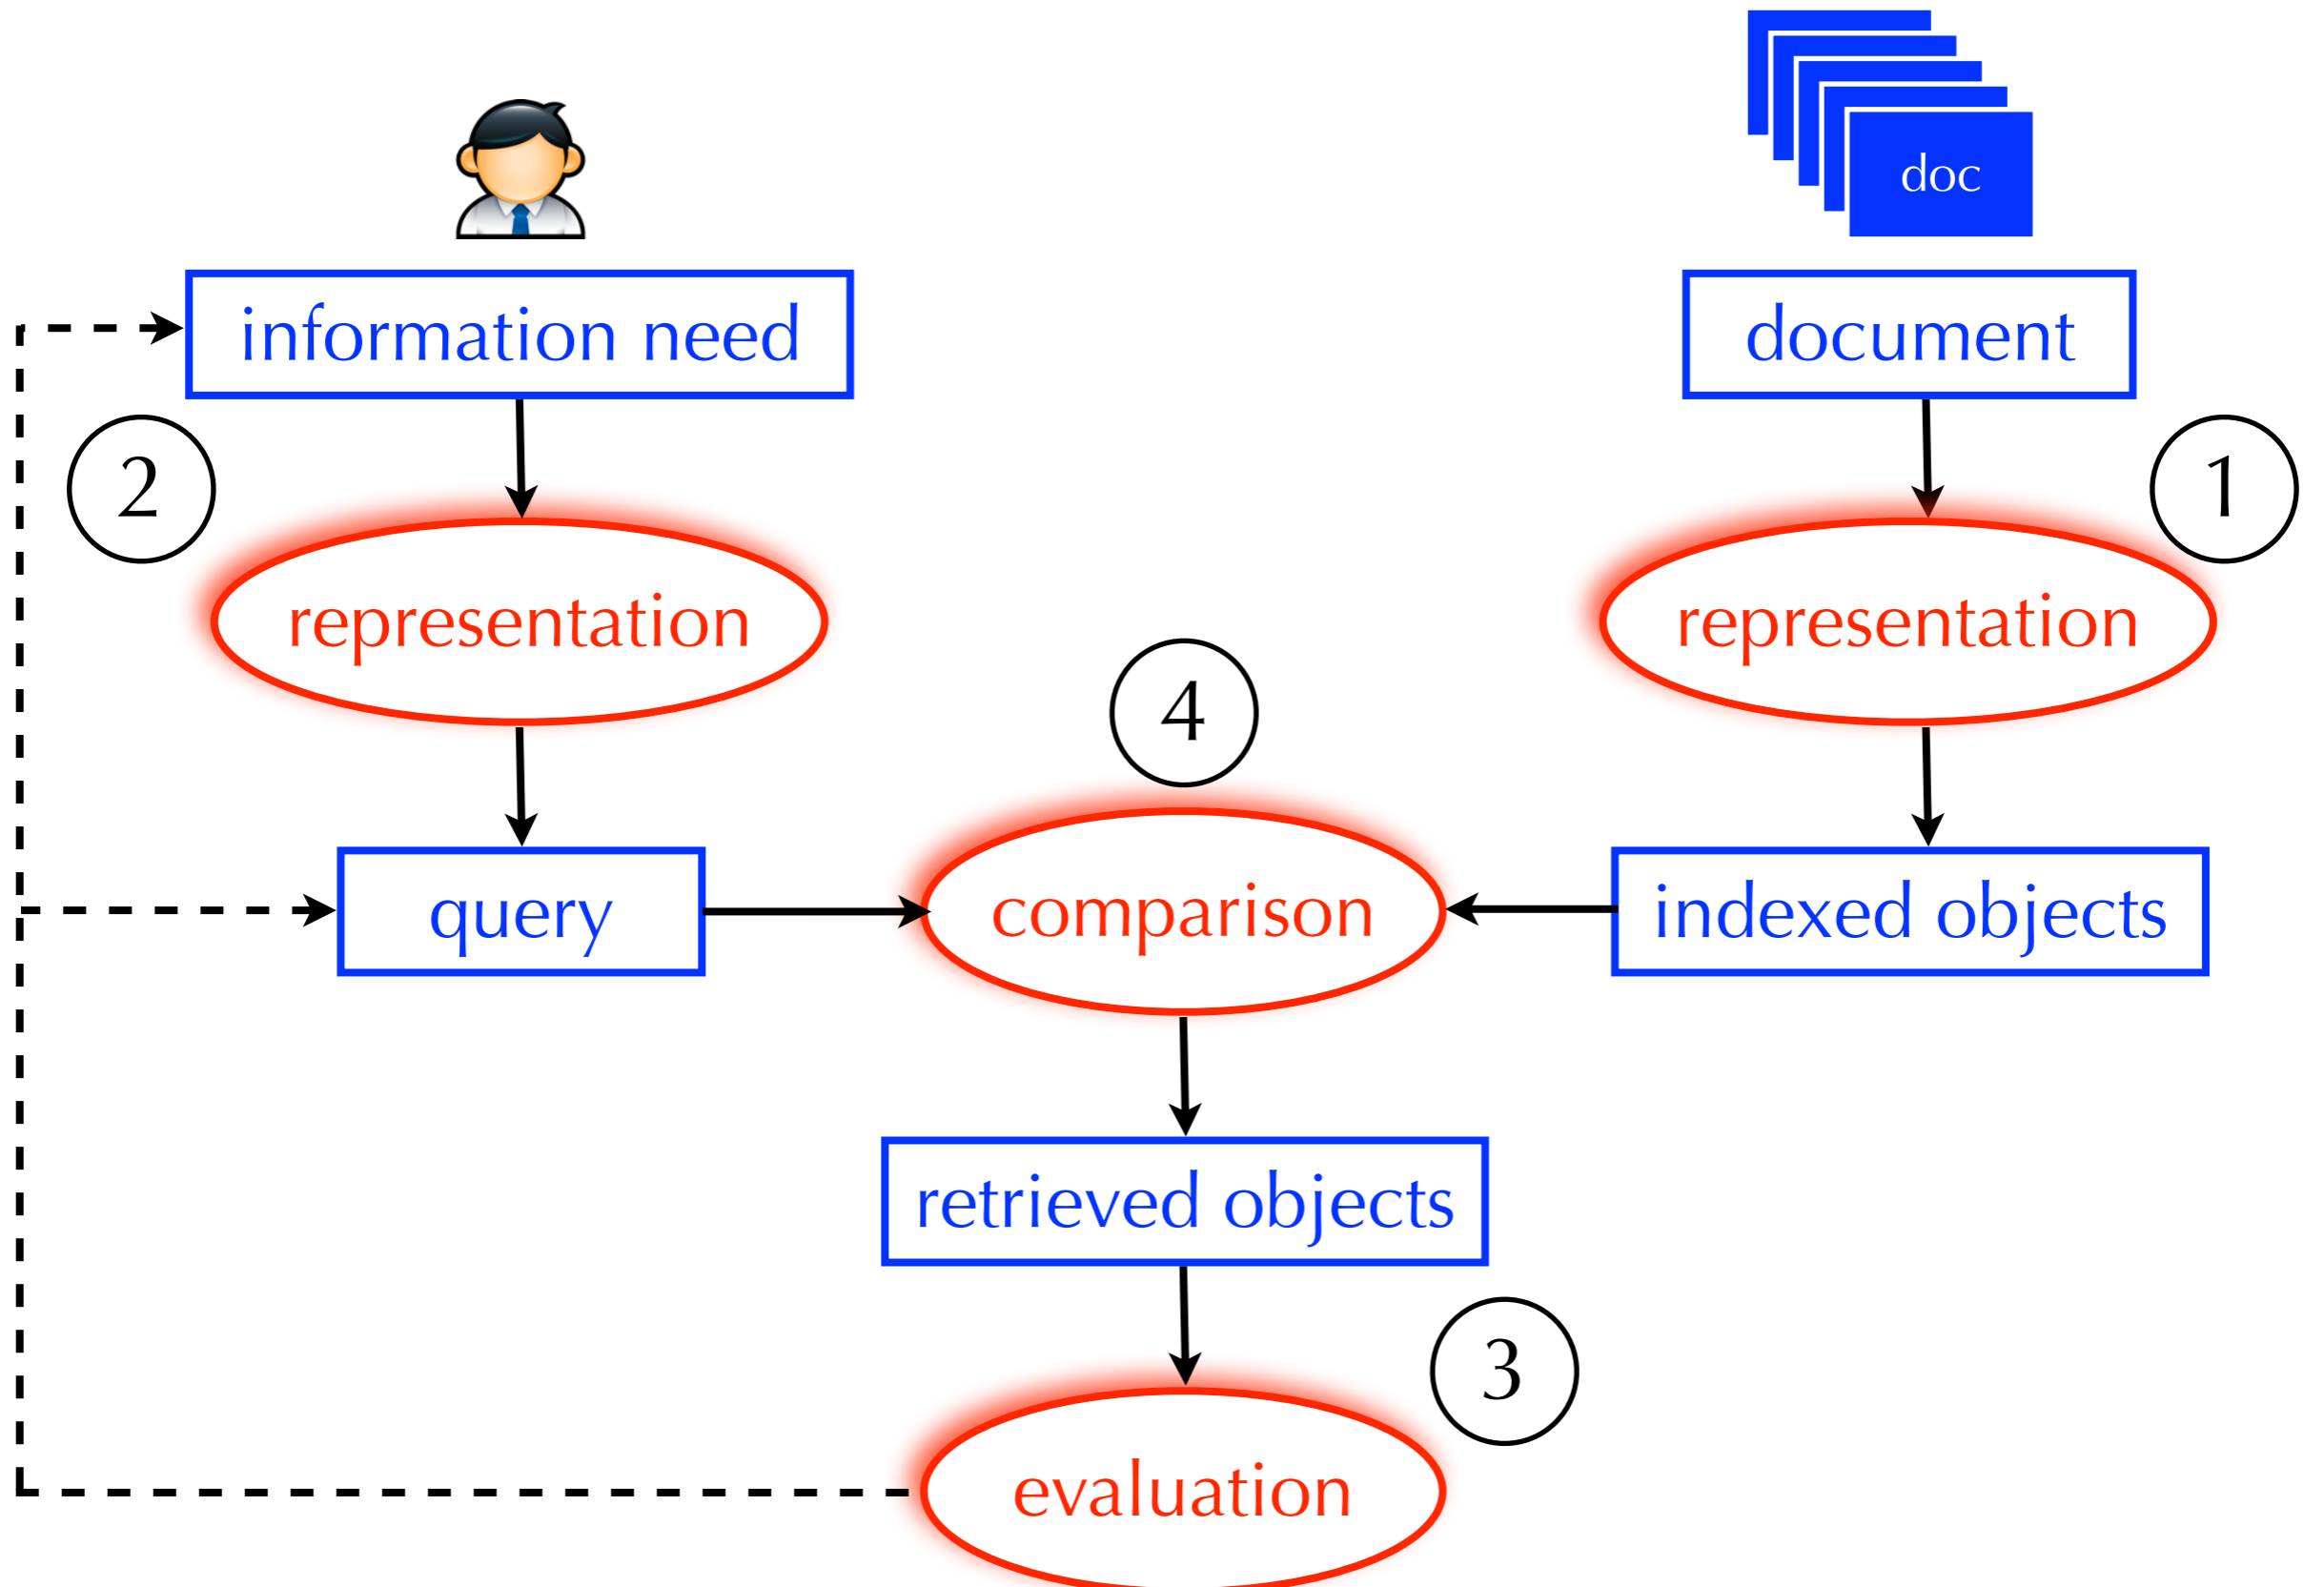 doc
information need
document
2
1
representation
representation
4
query
comparison
indexed objects
retrieved objects
3
evaluation